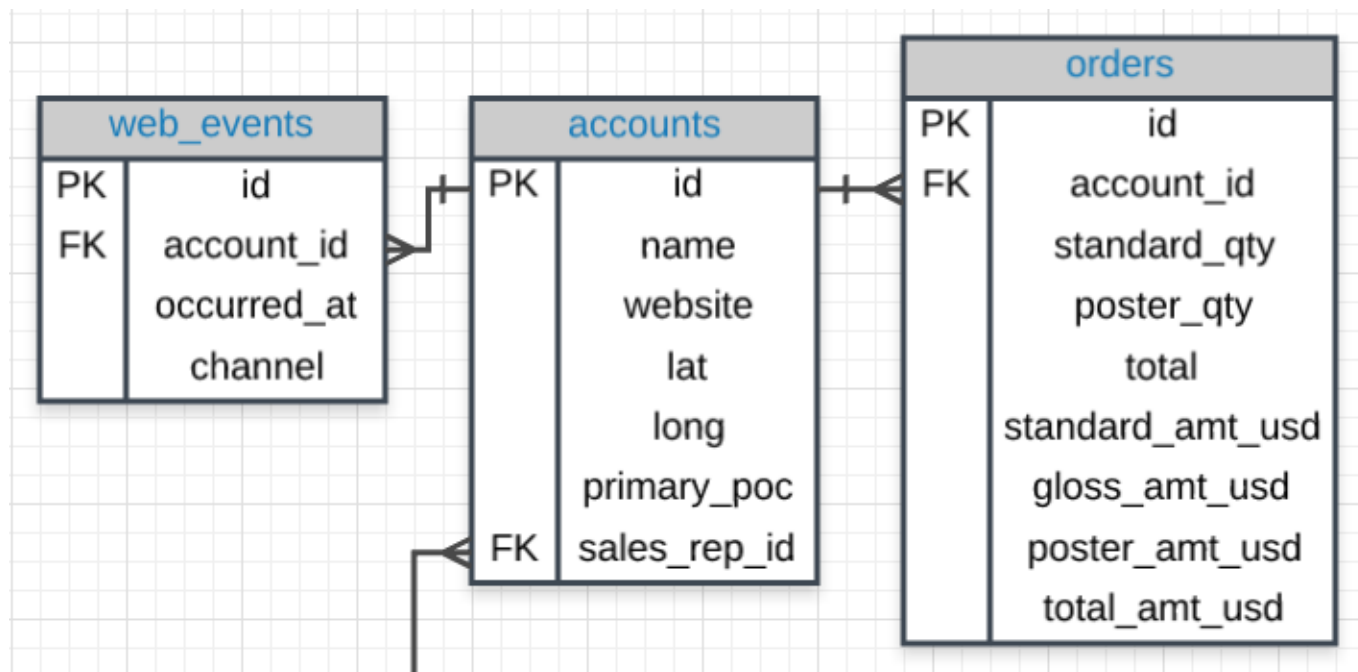 web_events
PK id
FK account_id
occurred_at
channel
accounts
PK id
name
website
lat
long
primary_poc
FK sales_rep_id
orders
PK id
FK account_id
standard_qty
poster_qty
total
standard_amt_usd
gloss_amt_usd
poster_amt_usd
total_amt_usd